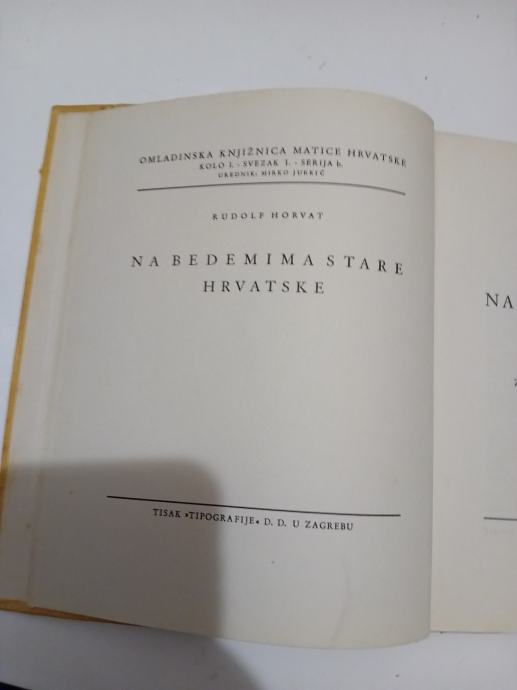 OMLADINSKA KNJIŽNICA MATICE HRVATSKE
KOLO I. - SVEZAK I. - SERIJA b.
UREDNIK: MIRKO JURKIĆ
RUDOLF HORVAT
NA BEDEMIMA STARE
HRVATSKE
TISAK »TIPOGRAFIJE« D. D. U ZAGREBU
NA